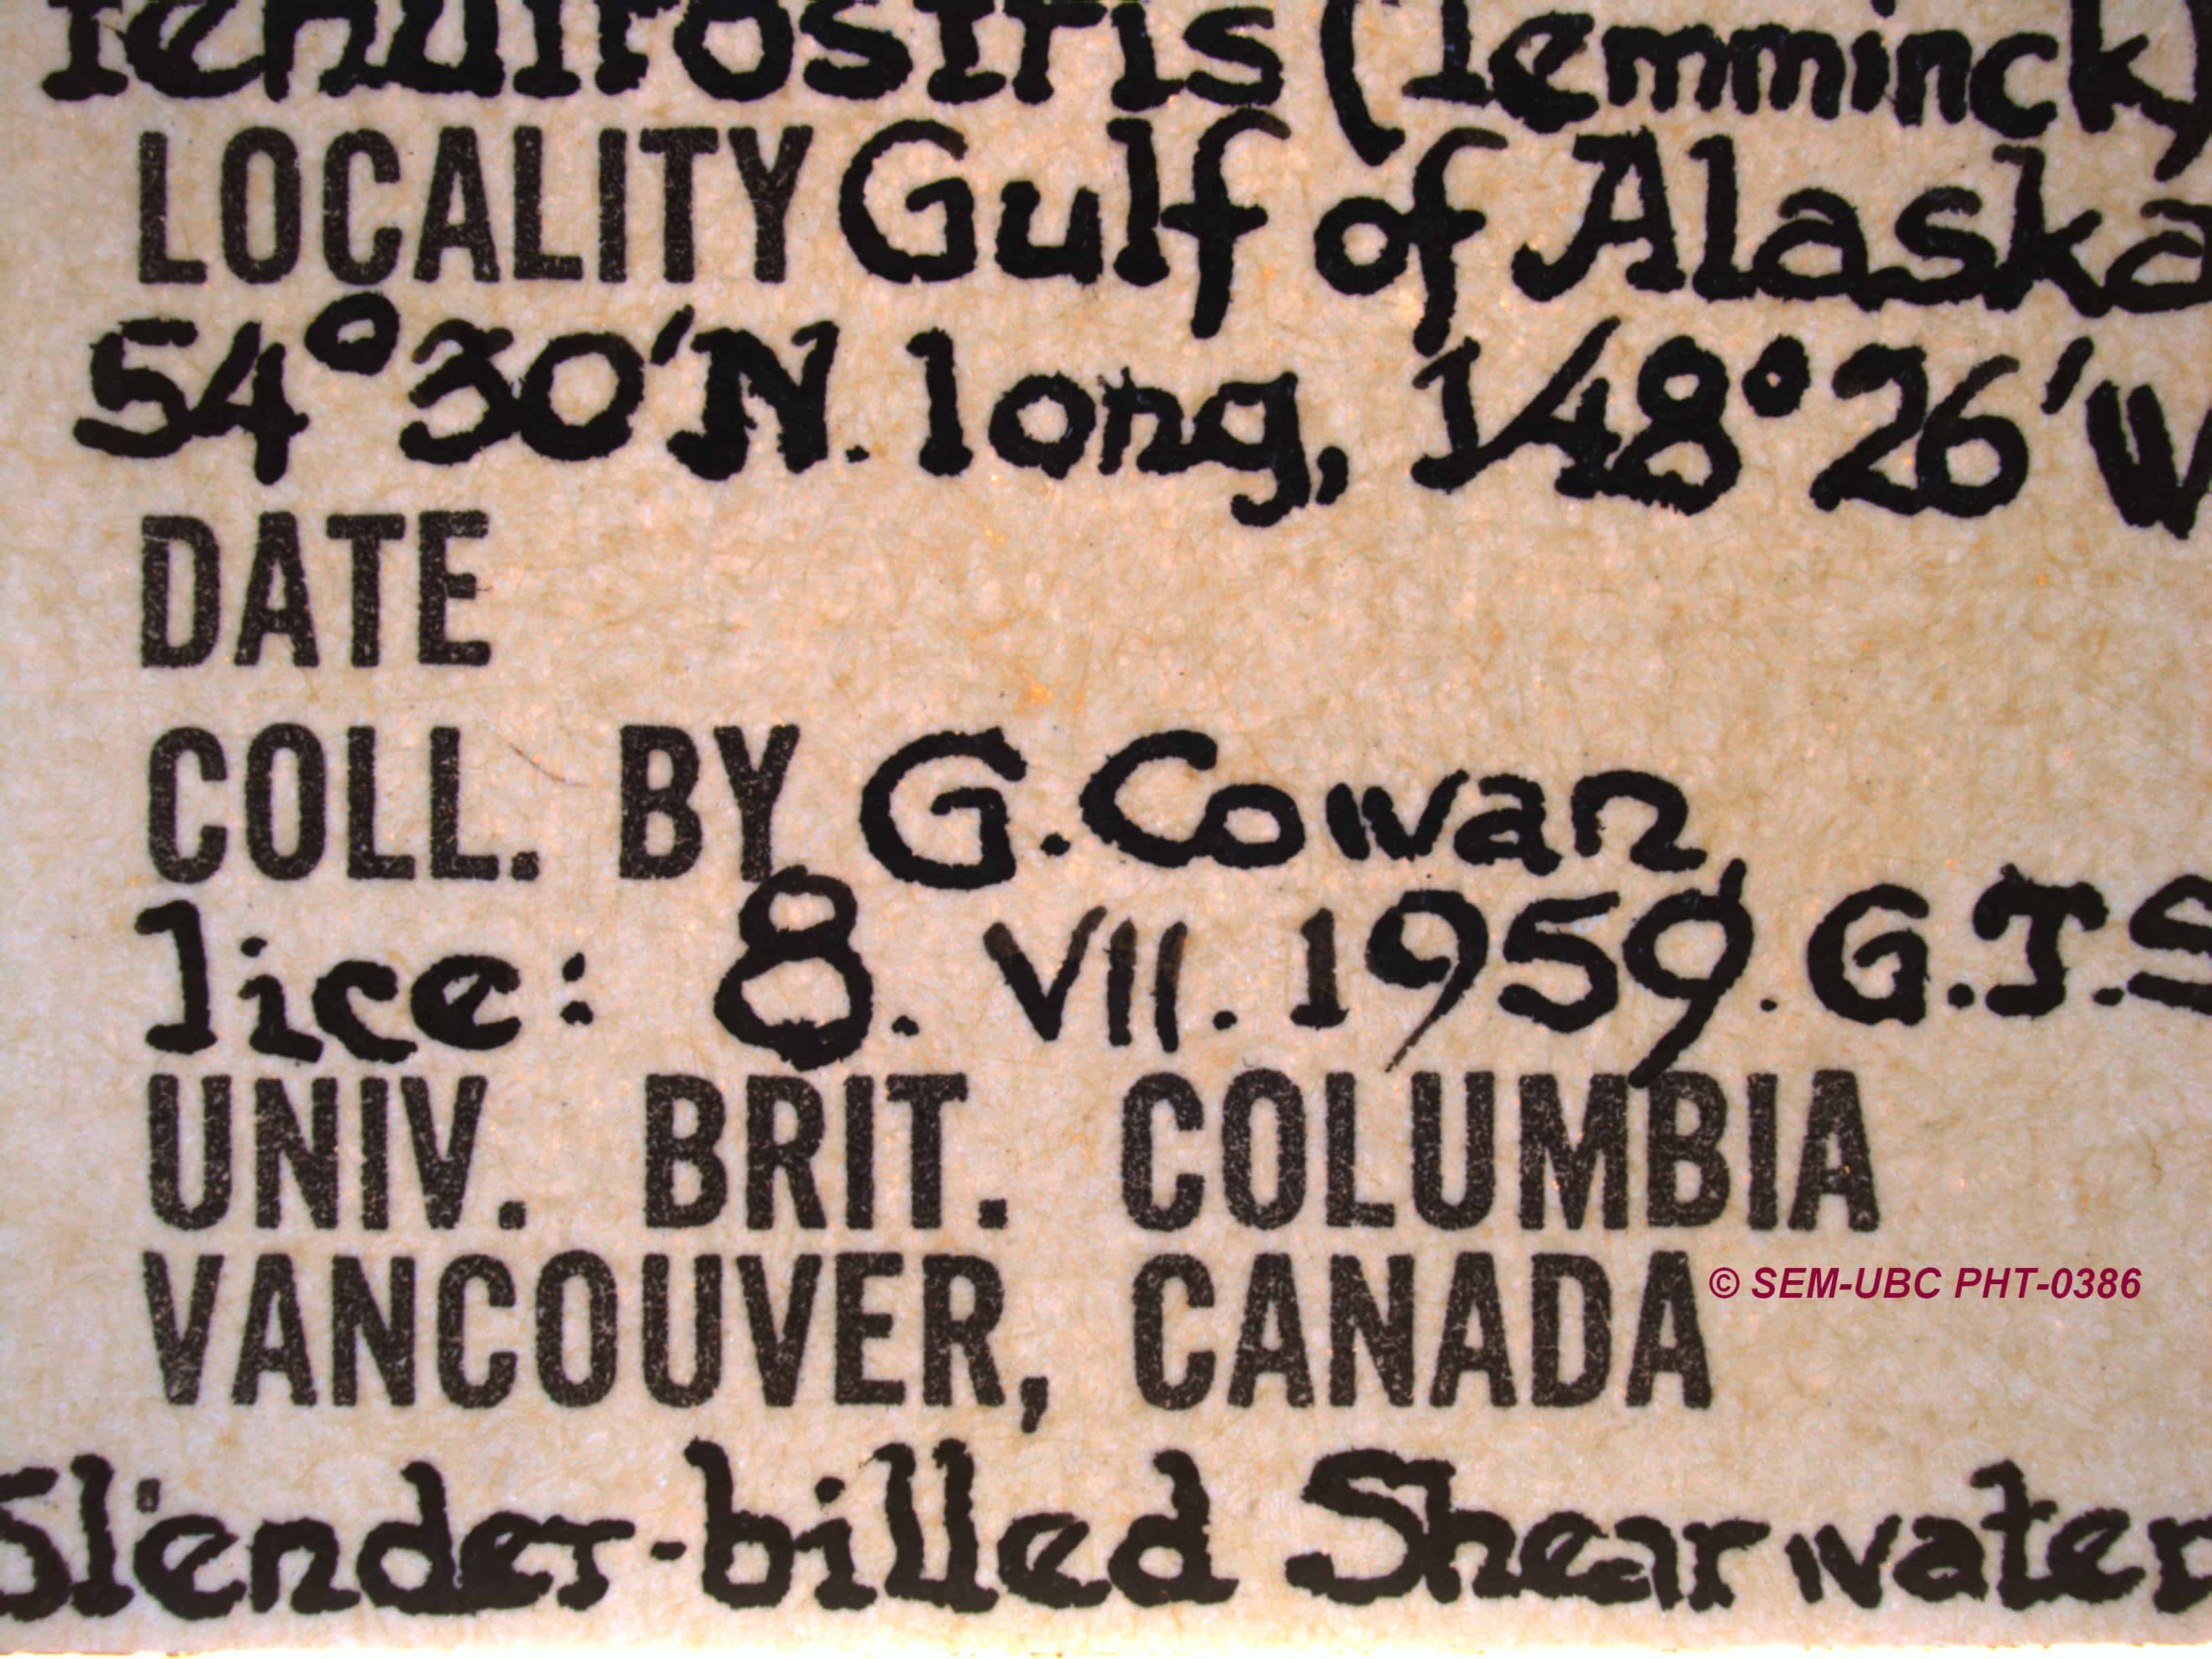 tenuirostris (Temminck)
LOCALITY Gulf of Alaska
54°30'N. long, 148°26'W
DATE
COLL. BY G. Cowan,
lice: 8. VII. 1959. G.J.S
UNIV. BRIT. COLUMBIA
VANCOUVER, CANADA
© SEM-UBC PHT-0386
Slender-billed Shearwater